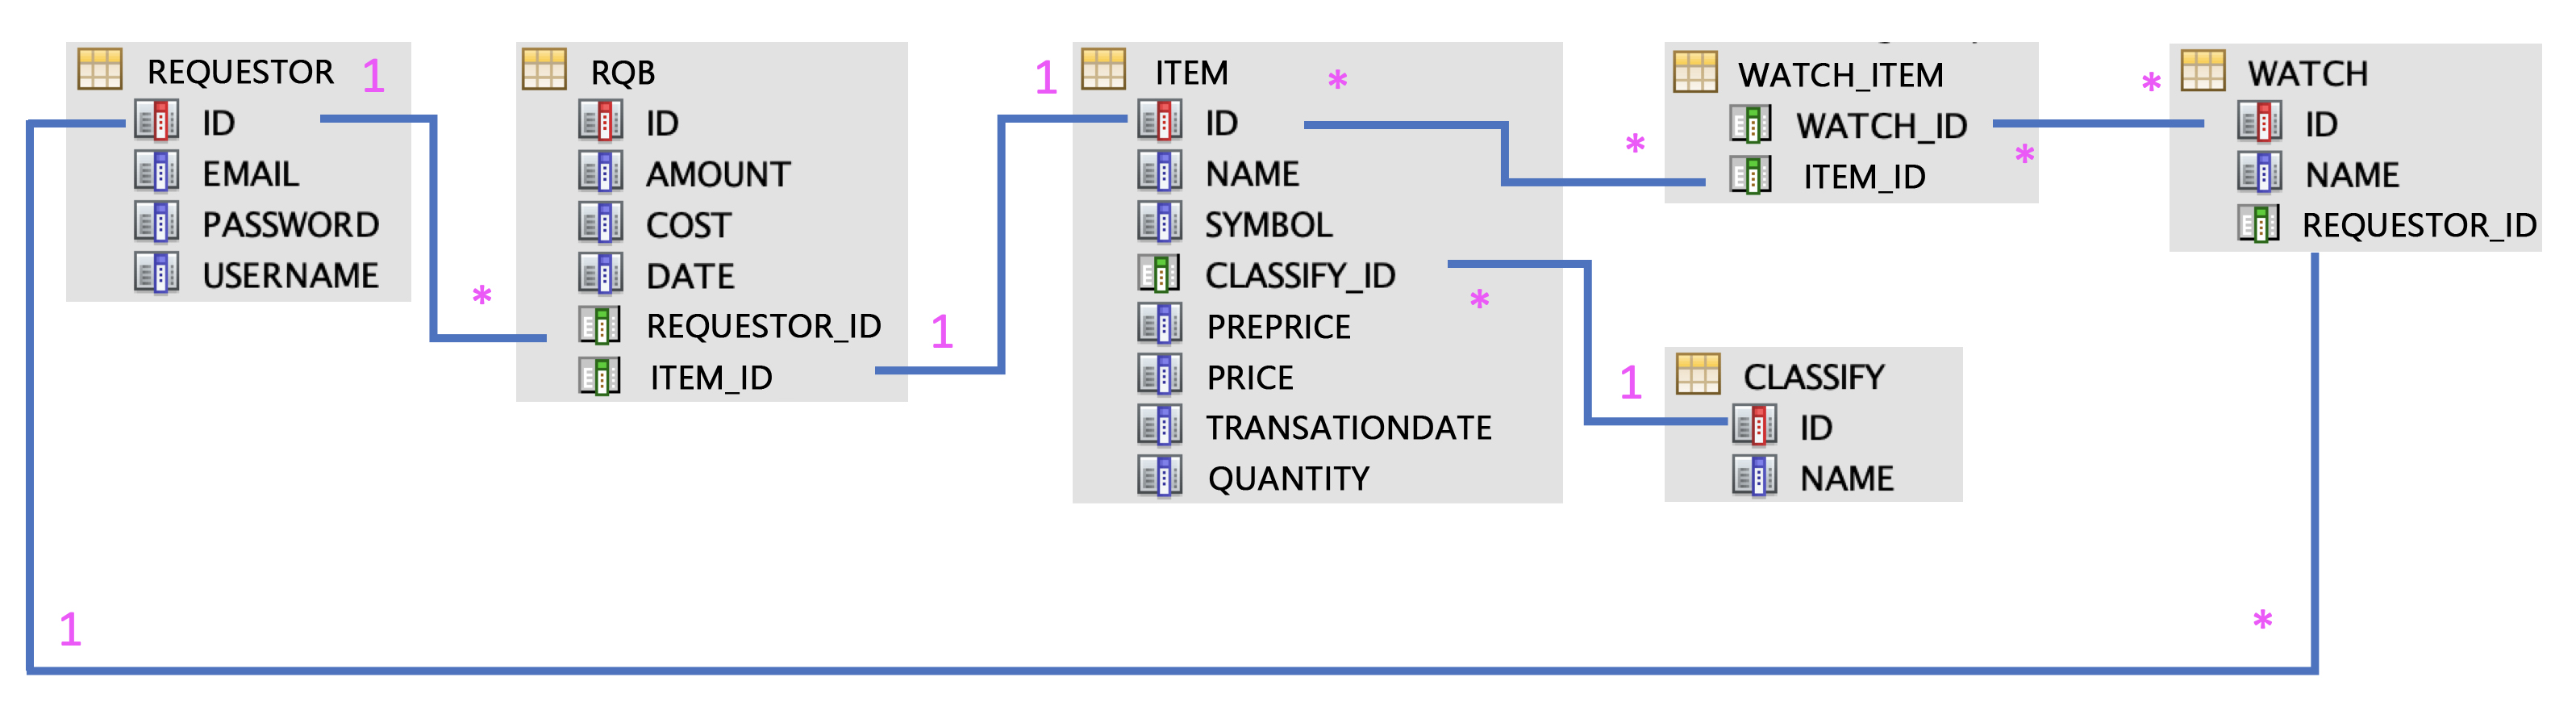 REQUESTOR 1
ID
EMAIL
PASSWORD
USERNAME
*
RQB
ID
AMOUNT
COST
DATE
REQUESTOR_ID
ITEM_ID
1
1
ITEM
*
ID
NAME
SYMBOL
CLASSIFY_ID
*
PREPRICE
PRICE
TRANSATIONDATE
QUANTITY
WATCH_ITEM
*
WATCH_ID
*
ITEM_ID
1
CLASSIFY
ID
NAME
*
WATCH
ID
NAME
REQUESTOR_ID
1
*